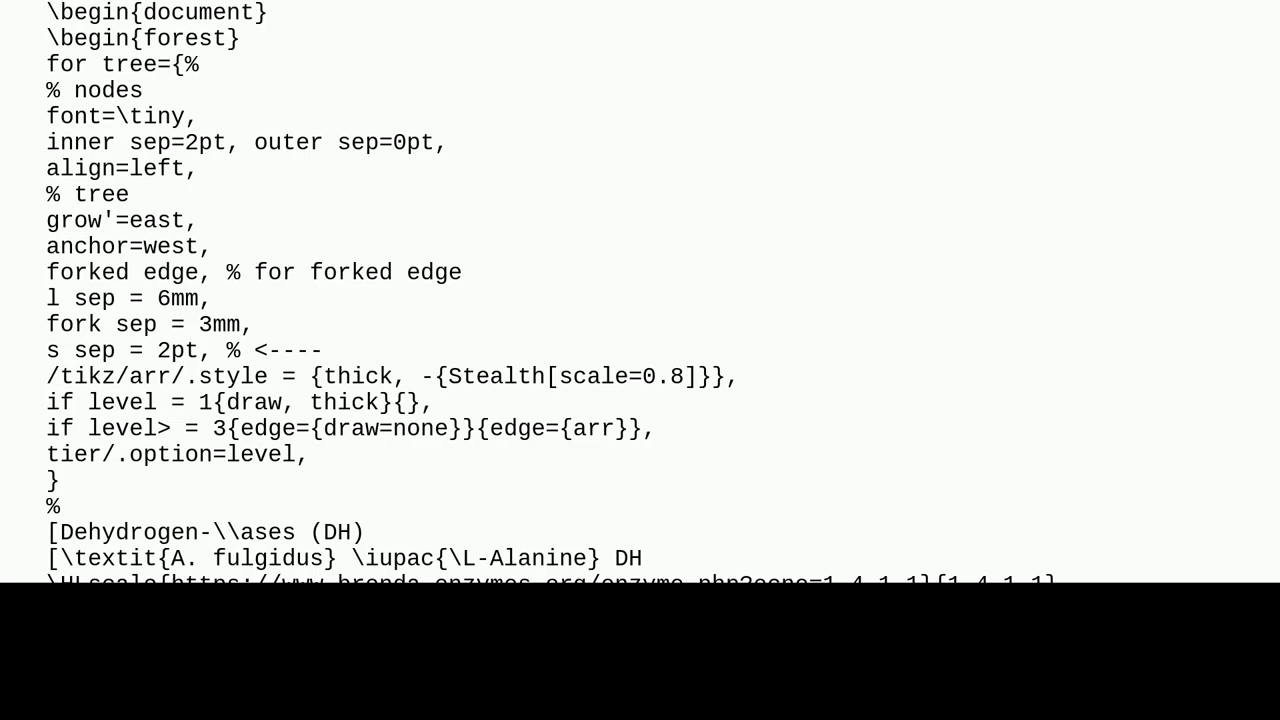 \begin{document}
\begin{forest}
for tree={%
% nodes
font=\tiny,
inner sep=2pt, outer sep=0pt,
align=left,
% tree
grow'=east,
anchor=west,
forked edge, % for forked edge
l sep = 6mm,
fork sep = 3mm,
s sep = 2pt, % <----
/tikz/arr/.style = {thick, -{Stealth[scale=0.8]}},
if level = 1{draw, thick}{},
if level> = 3{edge={draw=none}}{edge={arr}},
tier/.option=level,
}
%
[Dehydrogen-\\ases (DH)
[\textit{A. fulgidus} \iupac{\L-Alanine} DH